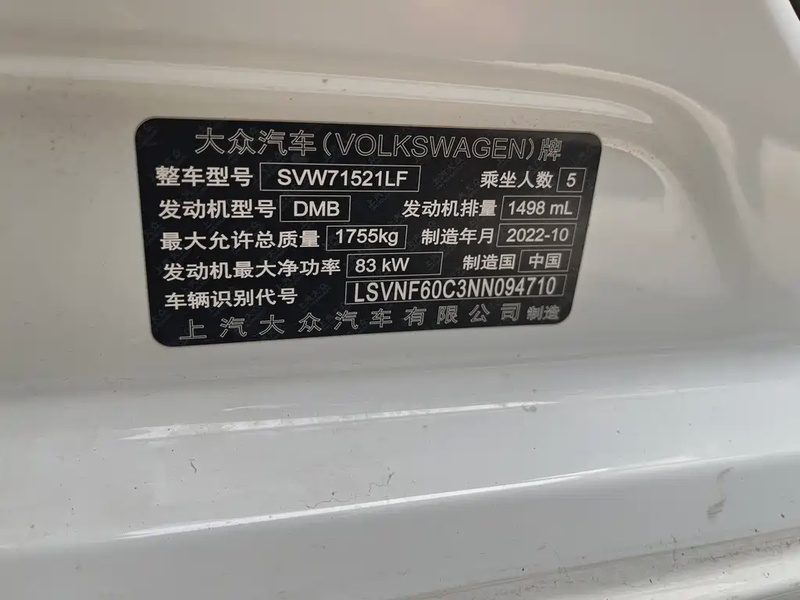 大众汽车(VOLKSWAGEN)牌
整车型号 SVW71521LF 乘坐人数 5
发动机型号 DMB 发动机排量 1498 mL
最大允许总质量 1755kg 制造年月 2022-10
发动机最大净功率 83 kW 制造国 中国
车辆识别代号 LSVNF60C3NN094710
上汽大众汽车有限公司 制造